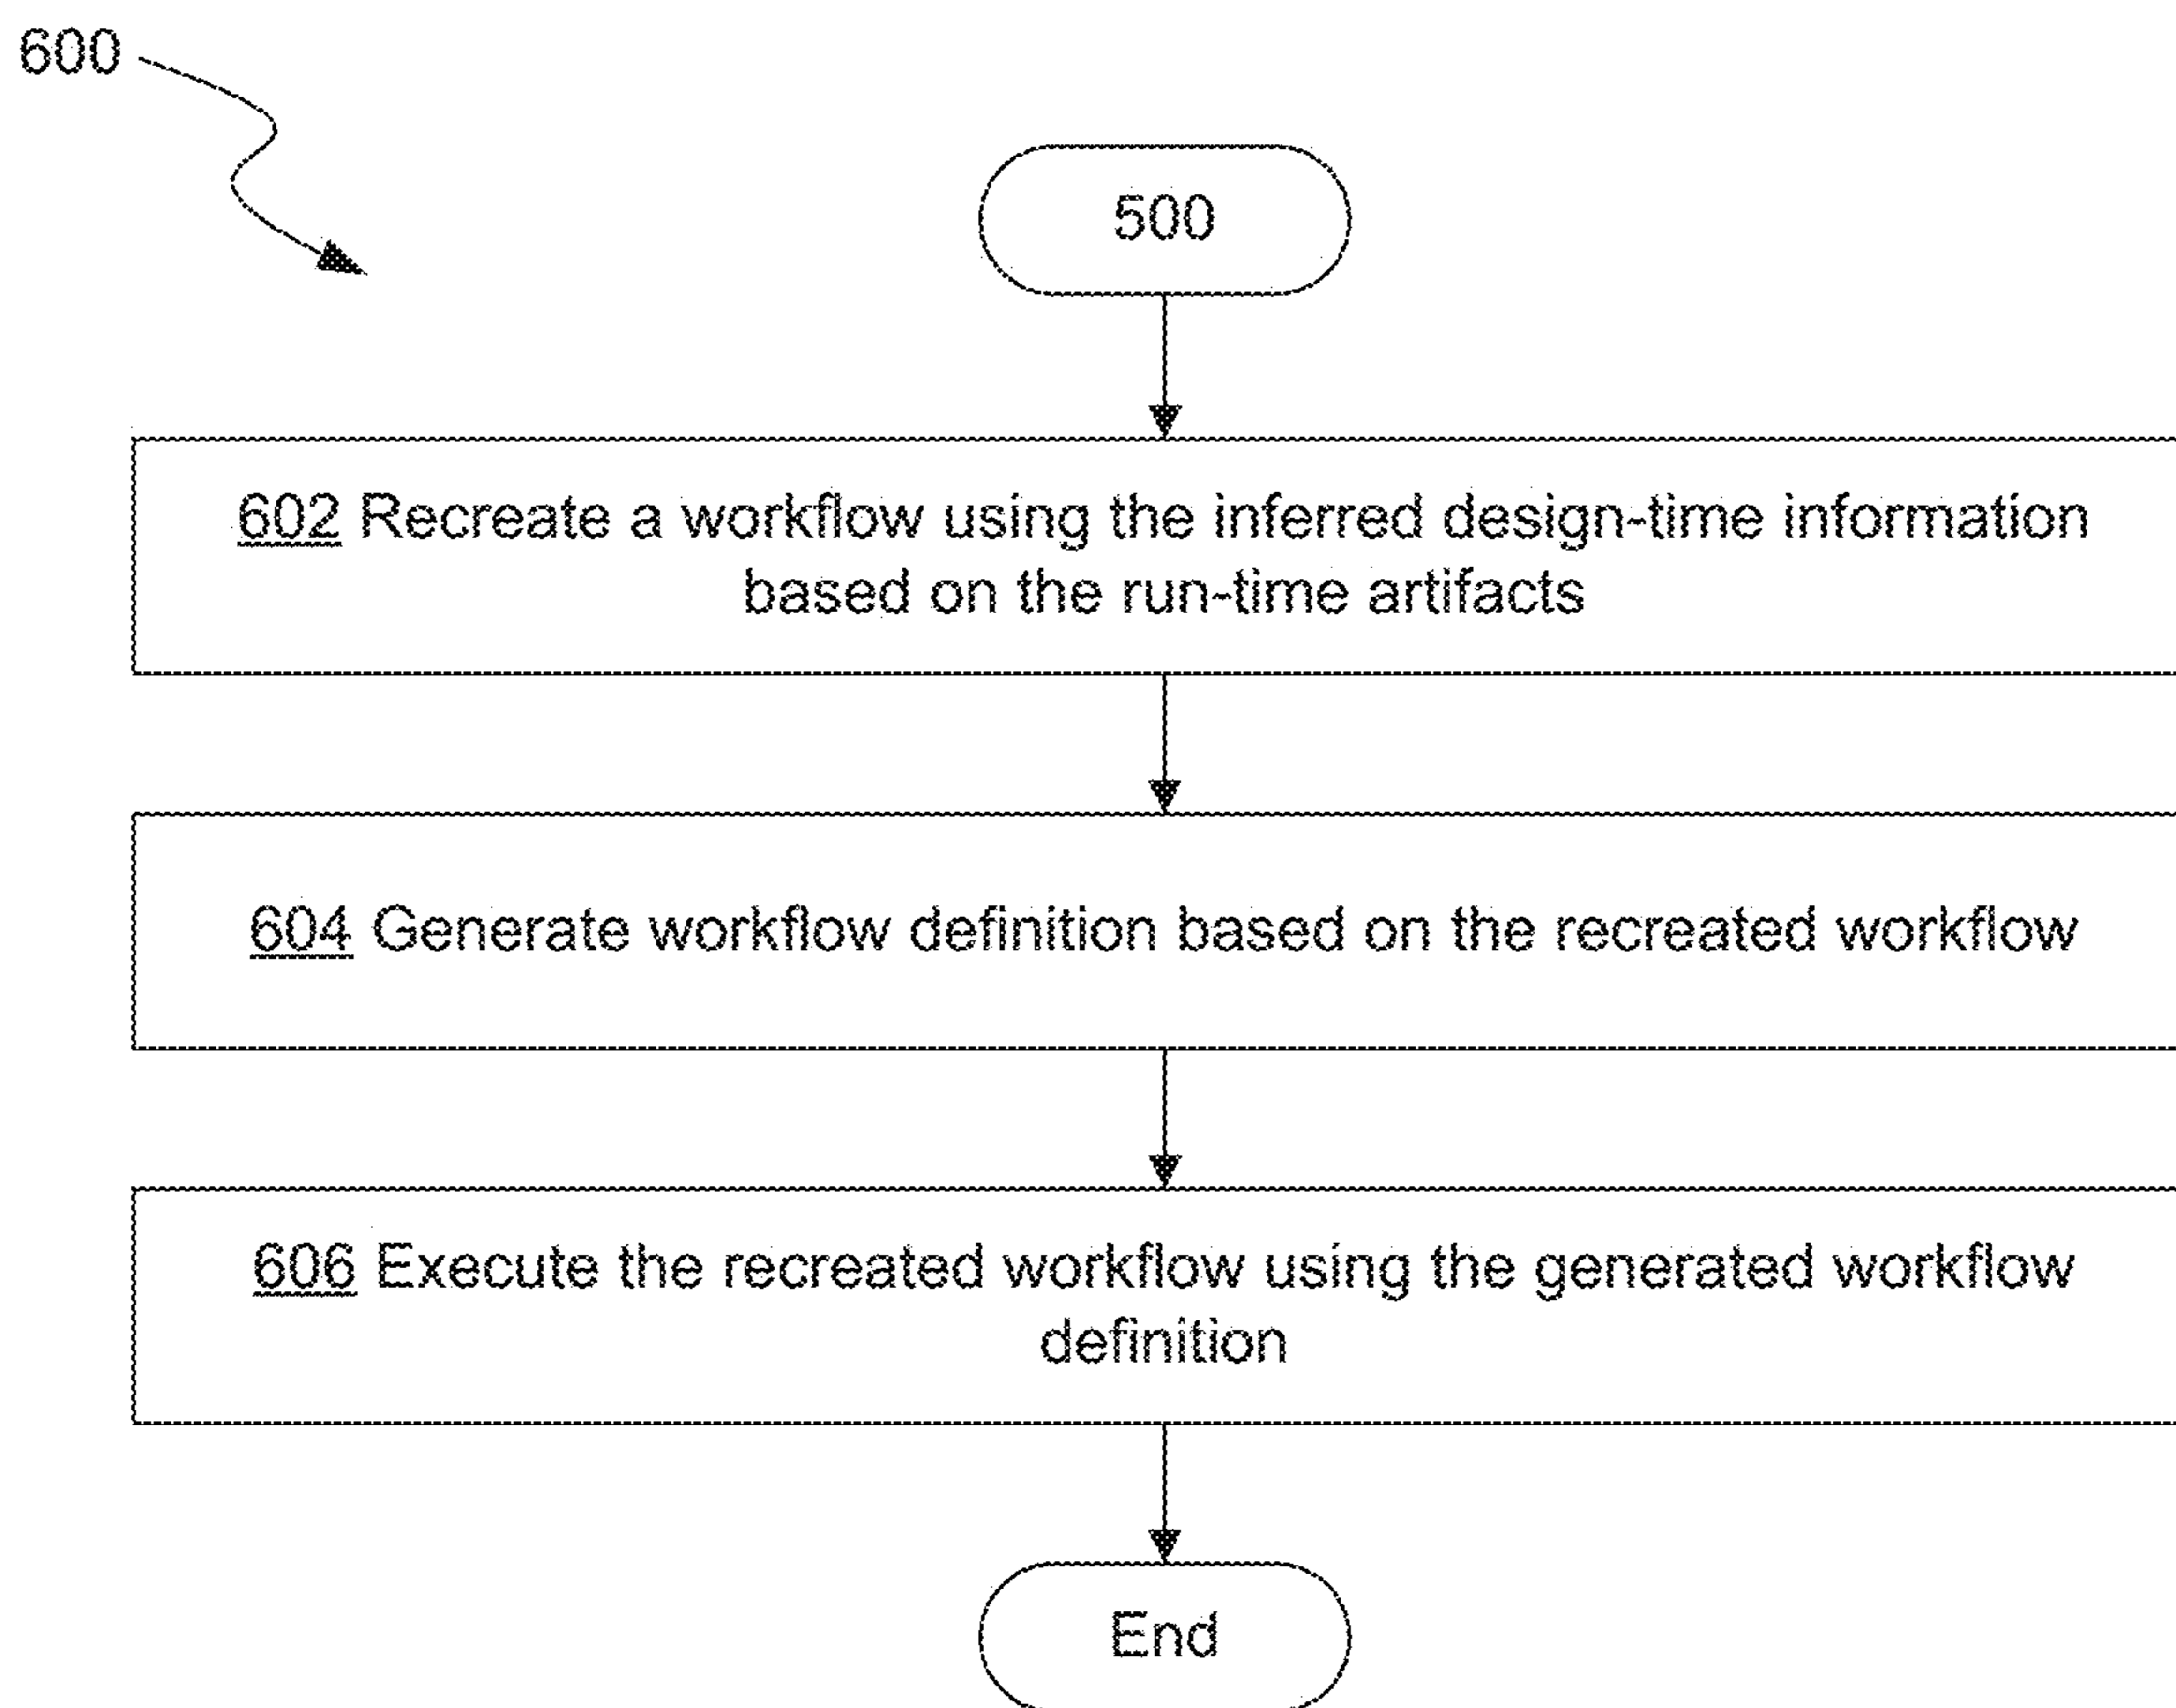 600
500
602 Recreate a workflow using the inferred design-time information
based on the run-time artifacts
604 Generate workflow definition based on the recreated workflow
606 Execute the recreated workflow using the generated workflow
definition
End